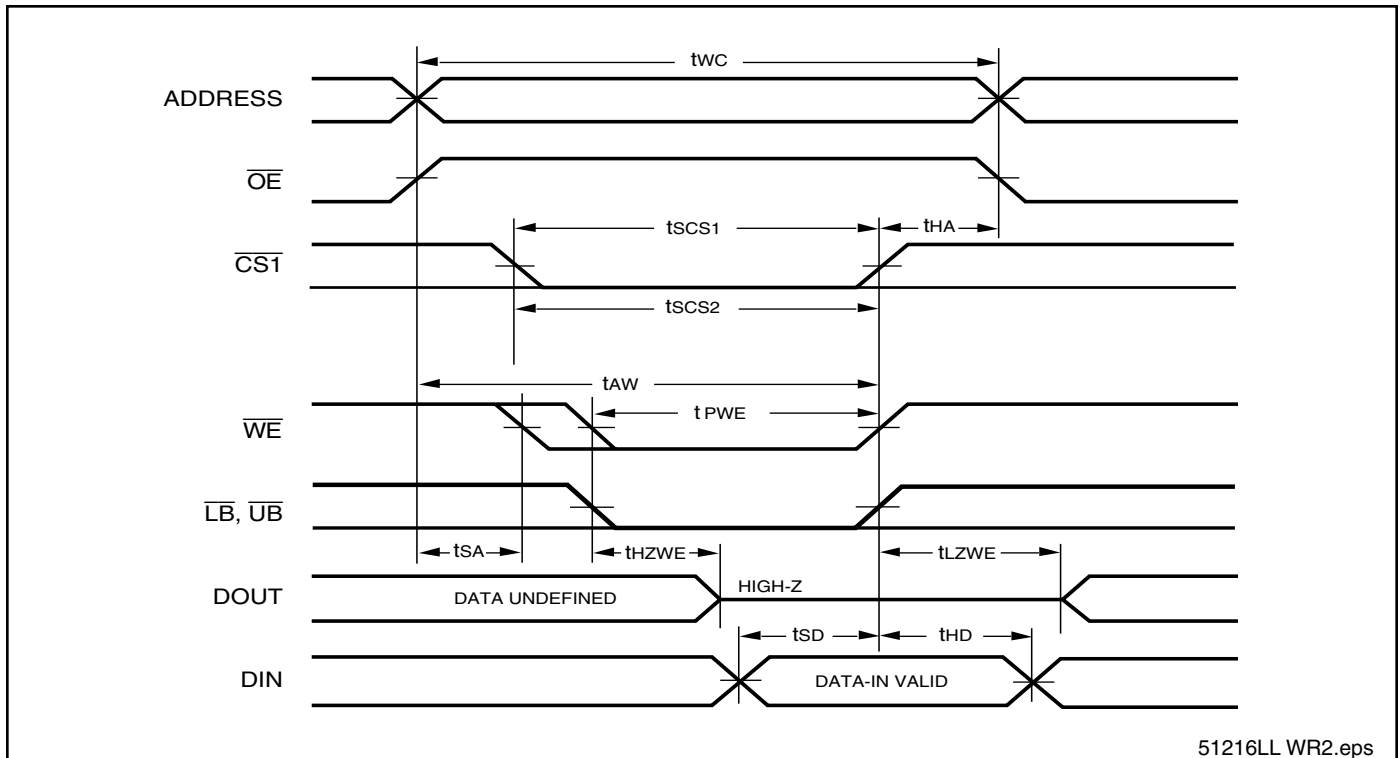 tWC
ADDRESS
OE
tSCS1
tHA
CS1
tSCS2
tAW
tPWE
WE
LB, UB
tSA
tHZWE
tLZWE
DOUT
DATA UNDEFINED
HIGH-Z
tSD
tHD
DIN
DATA-IN VALID
51216LL WR2.eps